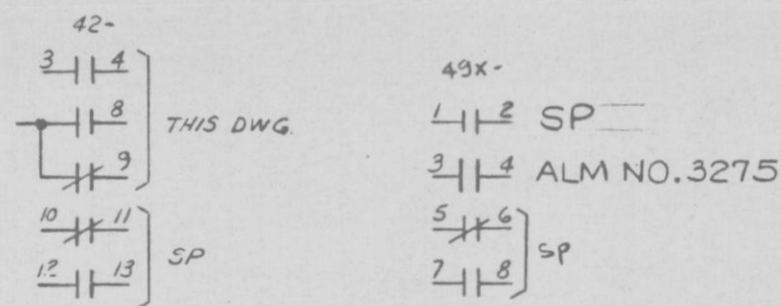 42-
3 4
8
THIS DWG.
9
10 11
SP
12 13
49X-
1 2 SP
3 4 ALM NO. 3275
5 6
SP
7 8